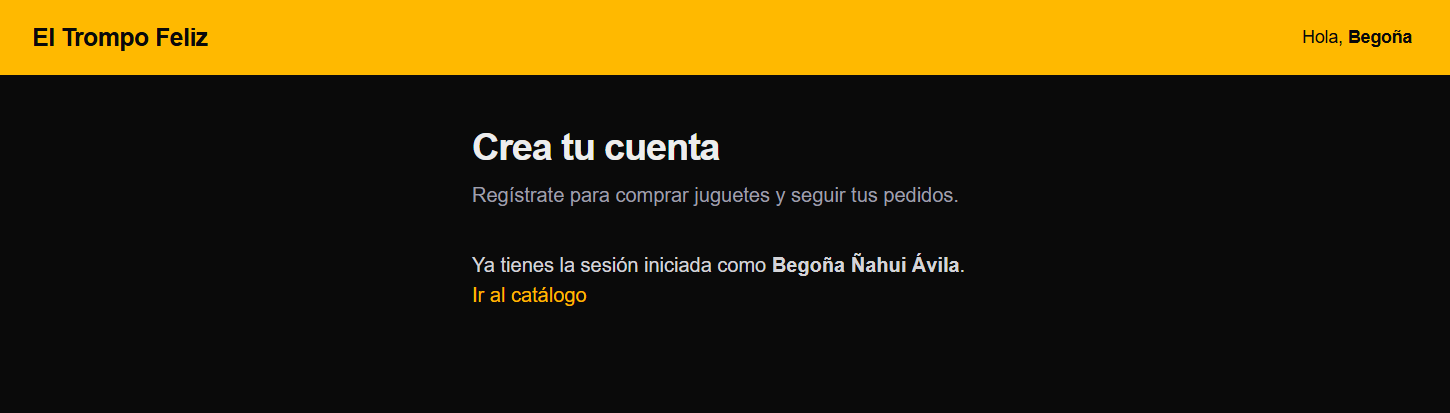 El Trompo Feliz
Hola, Begoña
Crea tu cuenta
Regístrate para comprar juguetes y seguir tus pedidos.
Ya tienes la sesión iniciada como Begoña Ñahui Ávila.
Ir al catálogo